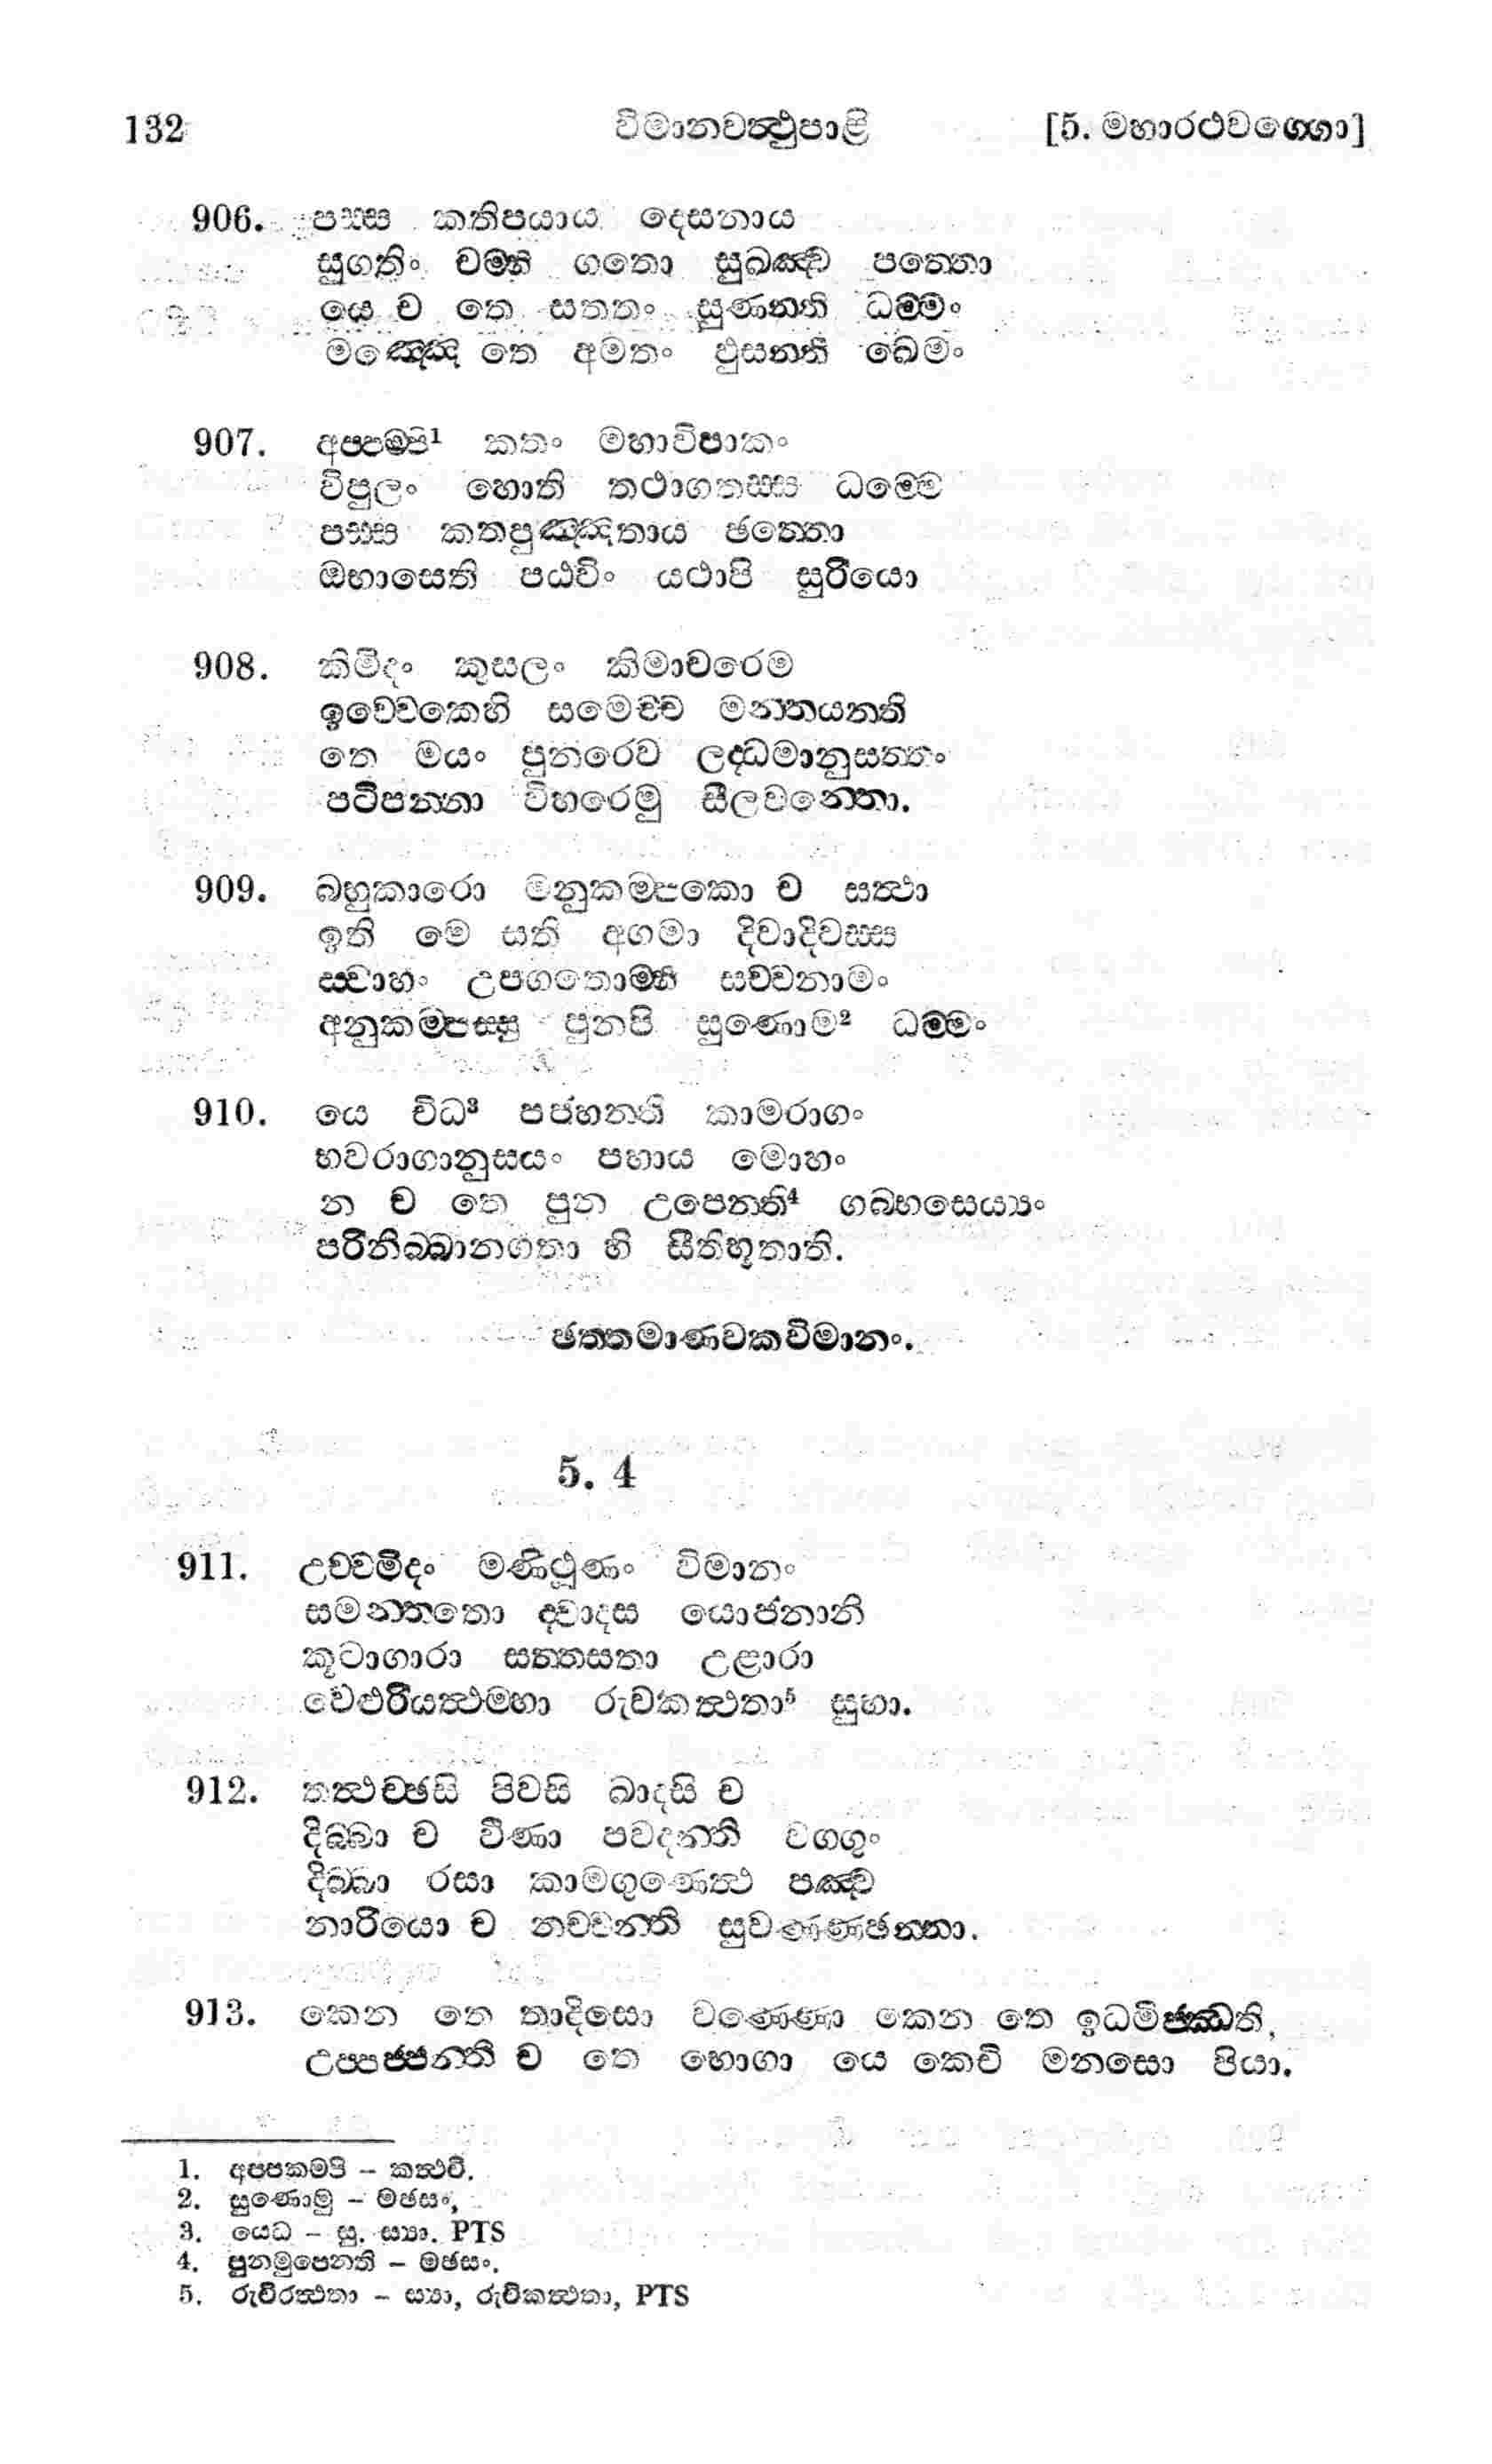 132 විමානවත්‍ථුපාළි [5. මහාරථවග්ගො]
906. පස්ස කතිපයාය දෙසනාය
සුගතිං චම්හි ගතො සුඛඤ්ච පත්තො
යෙ ච තෙ සතතං සුණන්ති ධම්මං
මඤ්ඤෙ තෙ අමතං ඵුසන්ති ඛෙමං
907. අප්පම්පි¹ කතං මහාවිපාකං
විපුලං හොති තථාගතස්ස ධම්මෙ
පස්ස කතපුඤ්ඤතාය ඡත්තො
ඔභාසෙති පඨවිං යථාපි සුරියො
908. කිමිදං කුසලං කිමාචරෙම
ඉච්චෙකෙහි සමෙච්ච මන්තයන්ති
තෙ මයං පුනරෙව ලද්ධමානුසත්තං
පටිපන්නා විහරෙමු සීලවන්තො.
909. බහුකාරො මනුකම්පකො ච සත්‍ථා
ඉති මෙ සති අගමා දිවාදිවස්ස
ස්වාහං උපගතොම්හි සච්චනාමං
අනුකම්පස්සු පුනපි සුණොම² ධම්මං
910. යෙ චිධ³ පජහන්ති කාමරාගං
භවරාගානුසයං පහාය මොහං
න ච තෙ පුන උපෙන්ති⁴ ගබ්භසෙය්‍යං
පරිනිබ්බානගතා හි සීතිභූතාති.
ඡත්තමාණවකවිමානං.
5. 4
911. උච්චමිදං මණිථූණං විමානං
සමන්තතො ද්වාදස යොජනානි
කූටාගාරා සත්තසතා උළාරා
වෙළුරියත්‍ථම්භා රුචකත්‍ථතා⁵ සුභා.
912. තත්‍ථච්ඡසි පිවසි ඛාදසි ච
දිබ්බා ච වීණා පවදන්ති වග්ගුං
දිබ්බා රසා කාමගුණෙත්‍ථ පඤ්ච
නාරියො ච නච්චන්ති සුවණ්ණඡන්නා.
913. කෙන තෙ තාදිසො වණ්ණො කෙන තෙ ඉධමිජ්ඣති,
උප්පජ්ජන්ති ච තෙ භොගා යෙ කෙචි මනසො පියා.
1. අප්පකම්පි – කත්‍ථචි.
2. සුණොමු – මඡසං,
3. යෙධ – සු. ස්‍යා. PTS
4. පුනමුපෙන්ති – මඡසං.
5. රුචිරත්‍ථතා – ස්‍යා, රුචිකත්‍ථතා, PTS